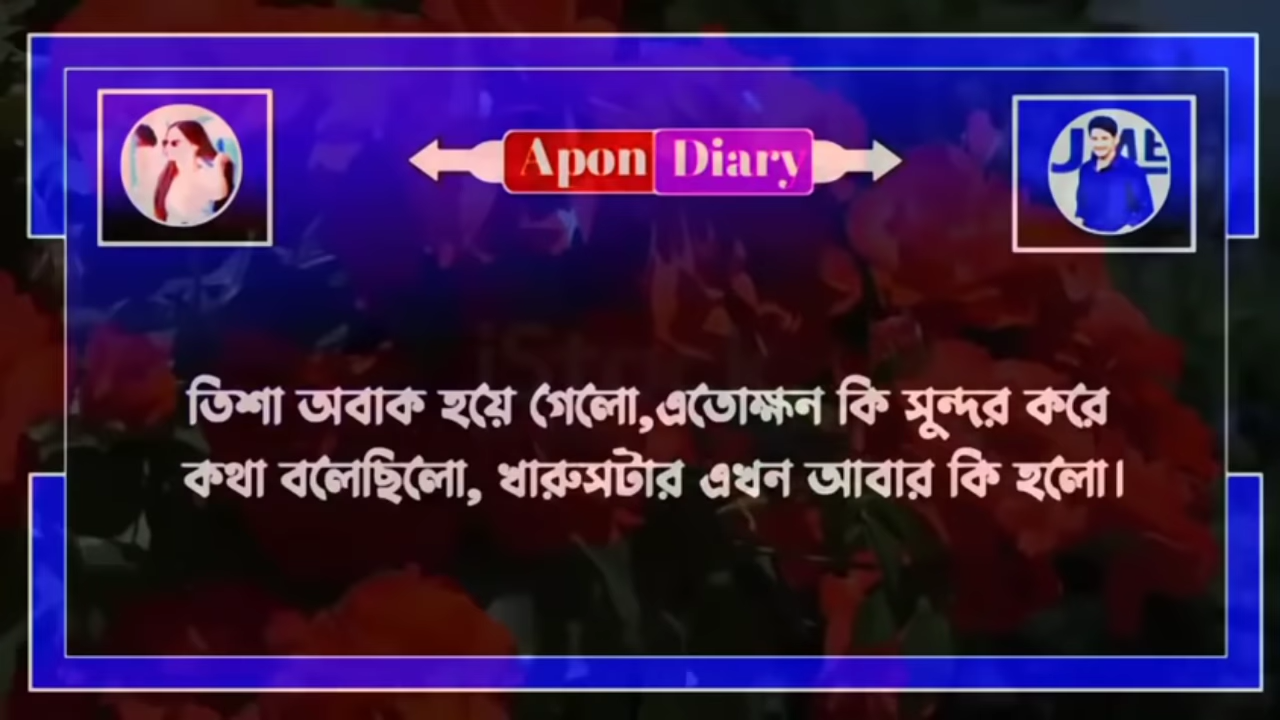 Apon Diary
তিশা অবাক হয়ে গেলো,এতোক্ষন কি সুন্দর করে
কথা বলেছিলো, খারুসটার এখন আবার কি হলো।